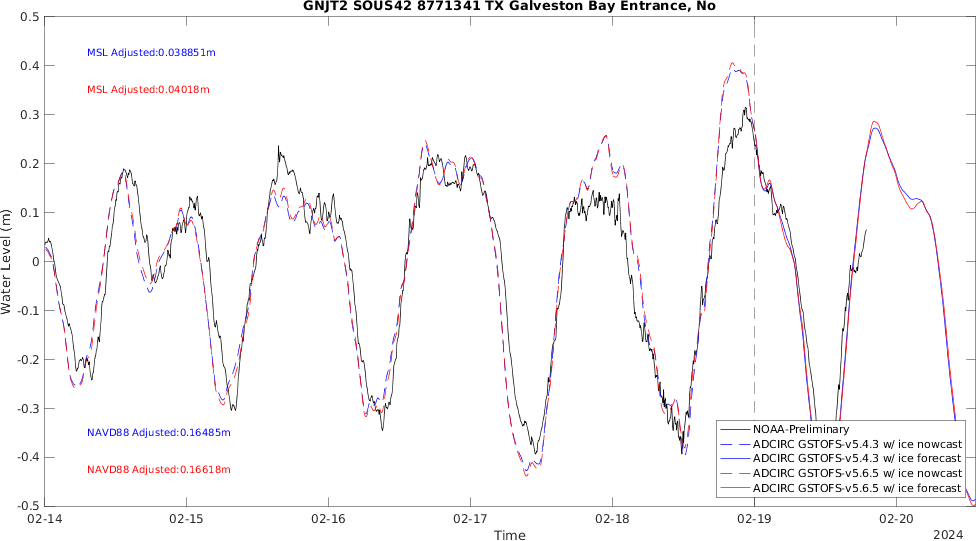 GNJT2 SOUS42 8771341 TX Galveston Bay Entrance, No
0.5
0.4
0.3
0.2
0.1
0
-0.1
-0.2
-0.3
-0.4
-0.5
Water Level (m)
MSL Adjusted:0.038851m
MSL Adjusted:0.04018m
NAVD88 Adjusted:0.16485m
NAVD88 Adjusted:0.16618m
NOAA-Preliminary
ADCIRC GSTOFS-v5.4.3 w/ ice nowcast
ADCIRC GSTOFS-v5.4.3 w/ ice forecast
ADCIRC GSTOFS-v5.6.5 w/ ice nowcast
ADCIRC GSTOFS-v5.6.5 w/ ice forecast
02-14 02-15 02-16 02-17 02-18 02-19 02-20
Time
2024